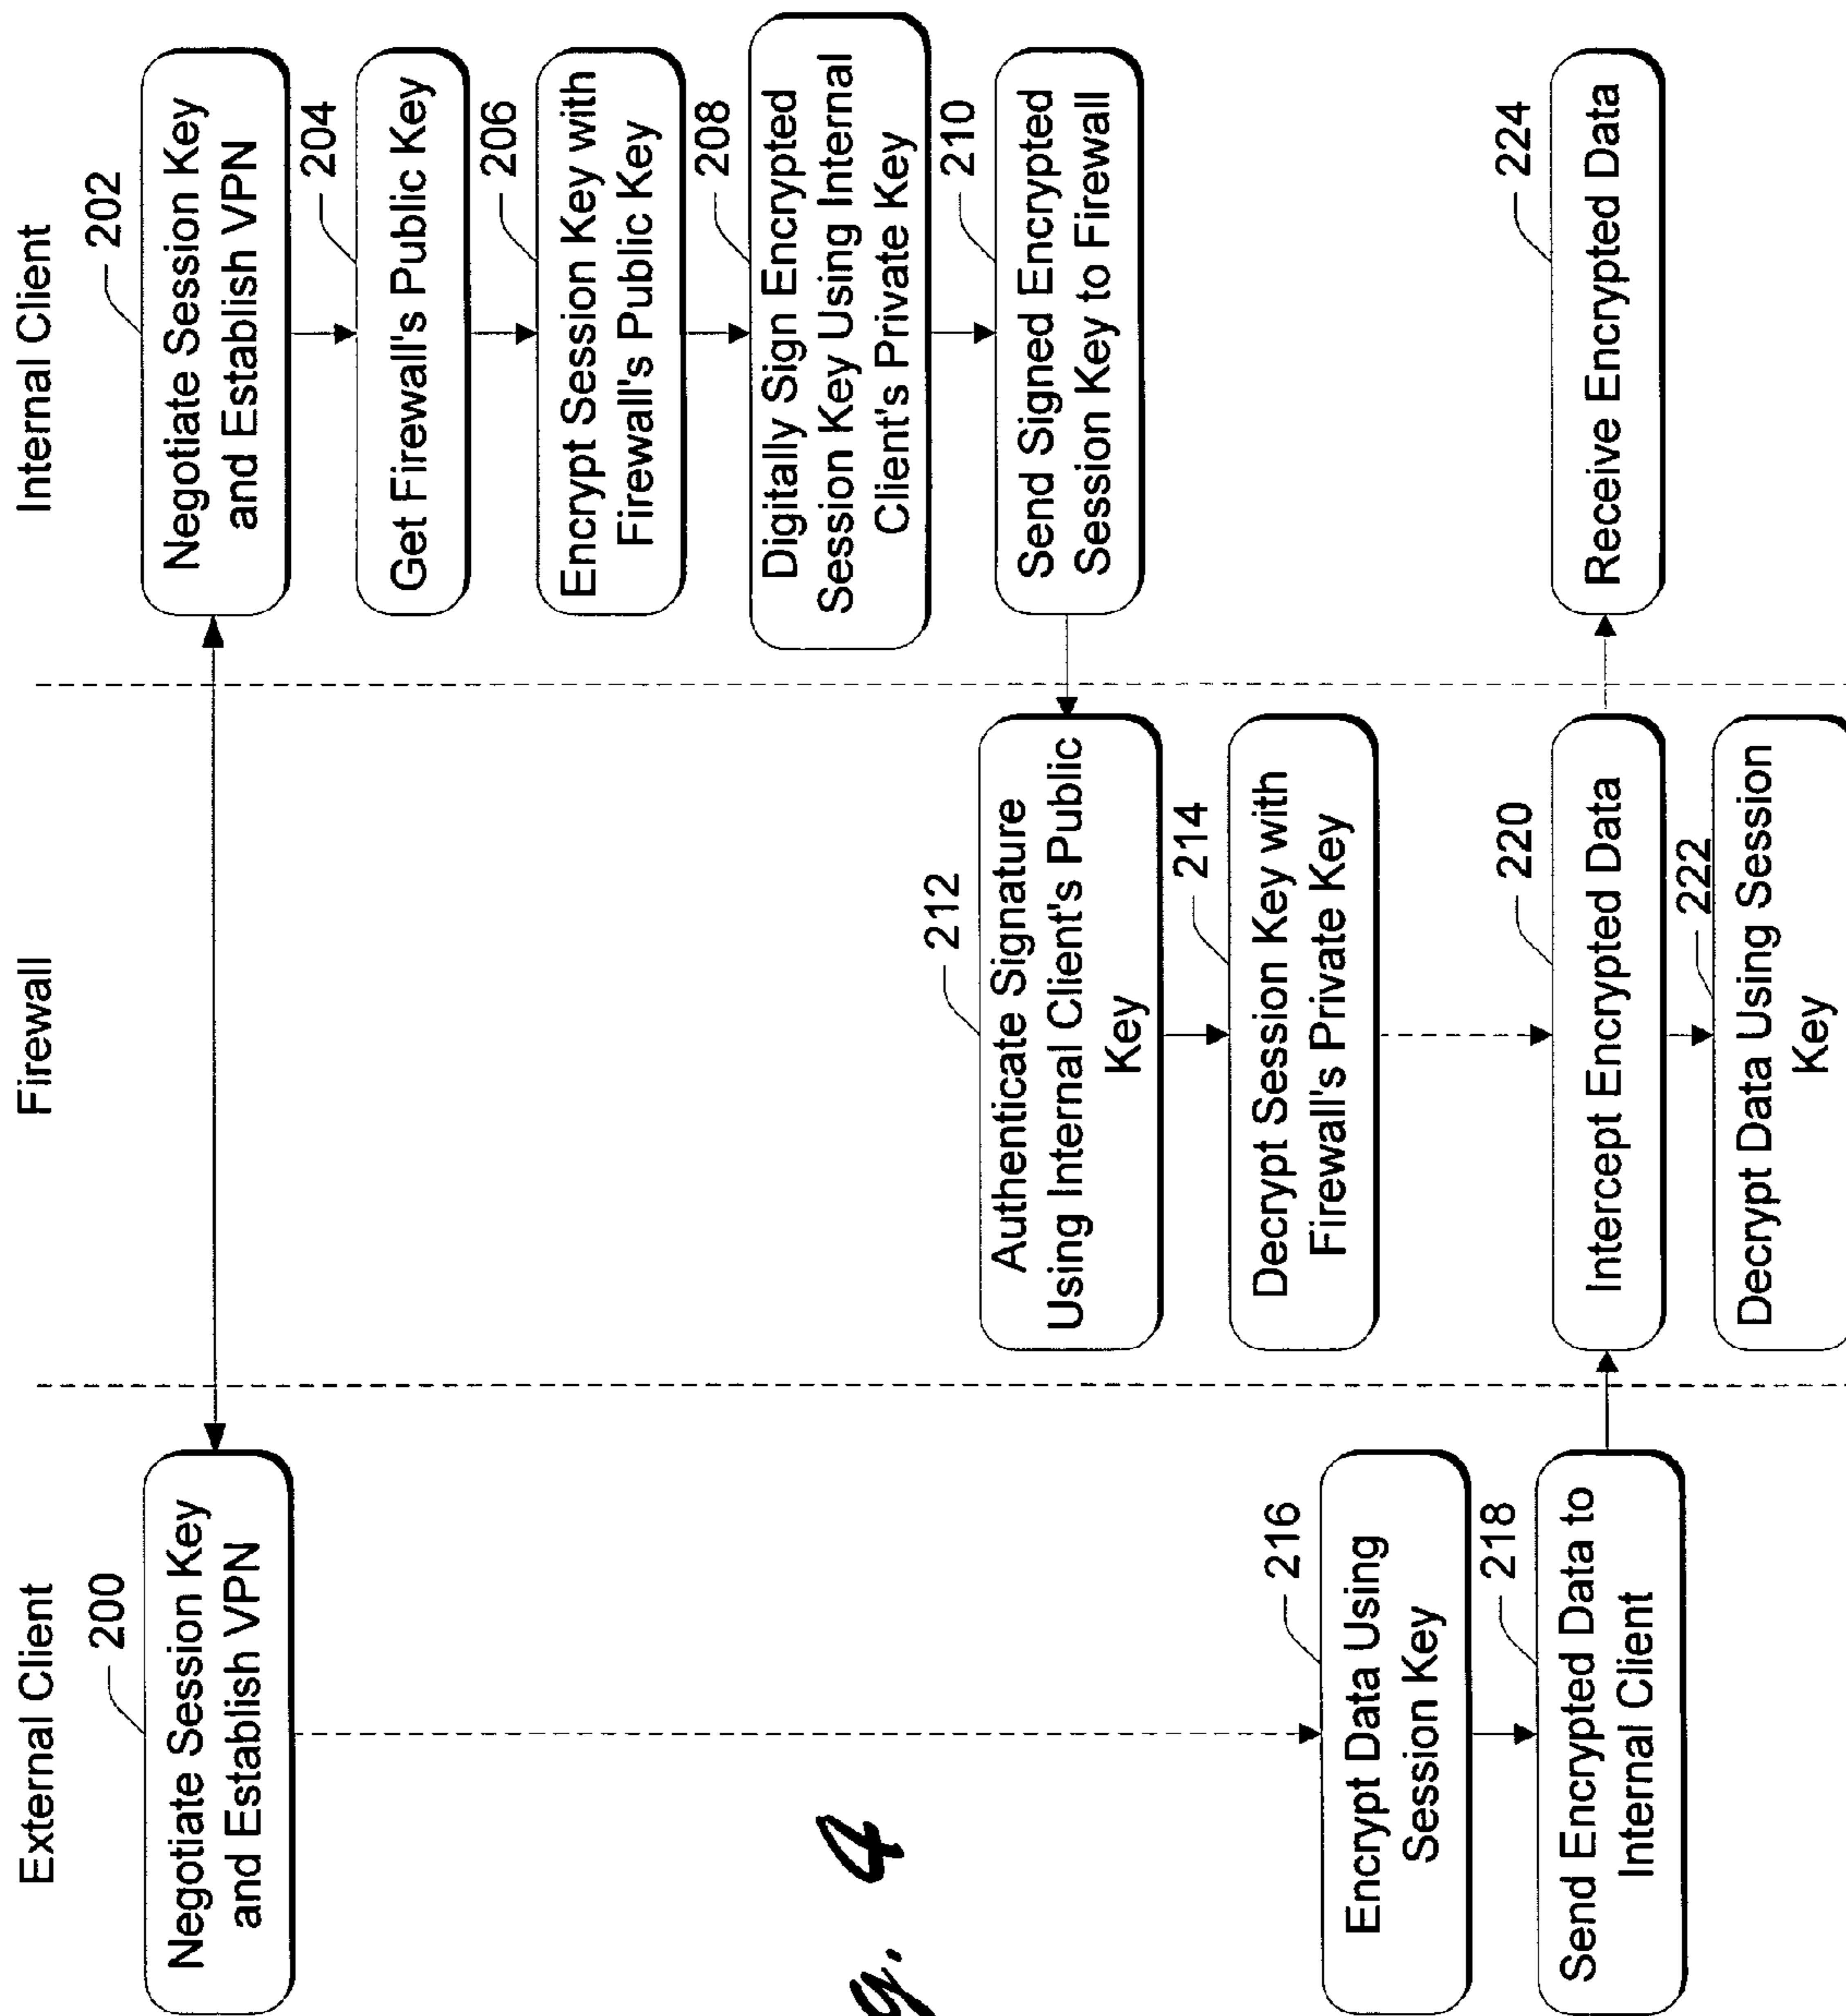 External Client
Firewall
Internal Client
200
Negotiate Session Key
and Establish VPN
202
Negotiate Session Key
and Establish VPN
204
Get Firewall's Public Key
206
Encrypt Session Key with
Firewall's Public Key
208
Digitally Sign Encrypted
Session Key Using Internal
Client's Private Key
210
Send Signed Encrypted
Session Key to Firewall
212
Authenticate Signature
Using Internal Client's Public
Key
214
Decrypt Session Key with
Firewall's Private Key
216
Encrypt Data Using
Session Key
218
Send Encrypted Data to
Internal Client
220
Intercept Encrypted Data
222
Decrypt Data Using Session
Key
224
Receive Encrypted Data
g. 4